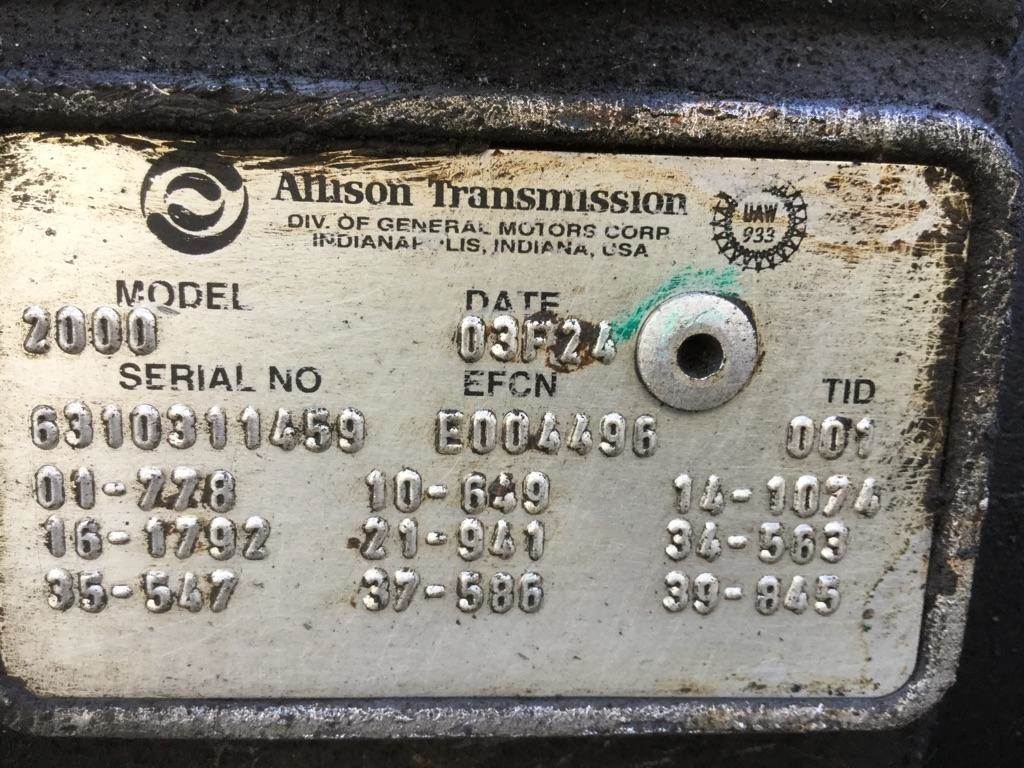 Allison Transmission
DIV. OF GENERAL MOTORS CORP
INDIANAPOLIS, INDIANA, USA
UAW
933
MODEL DATE
2000 03F24
SERIAL NO EFCN TID
6310311459 E004496 001
01-778 10-649 14-1074
16-1792 21-941 34-563
35-547 37-586 39-845